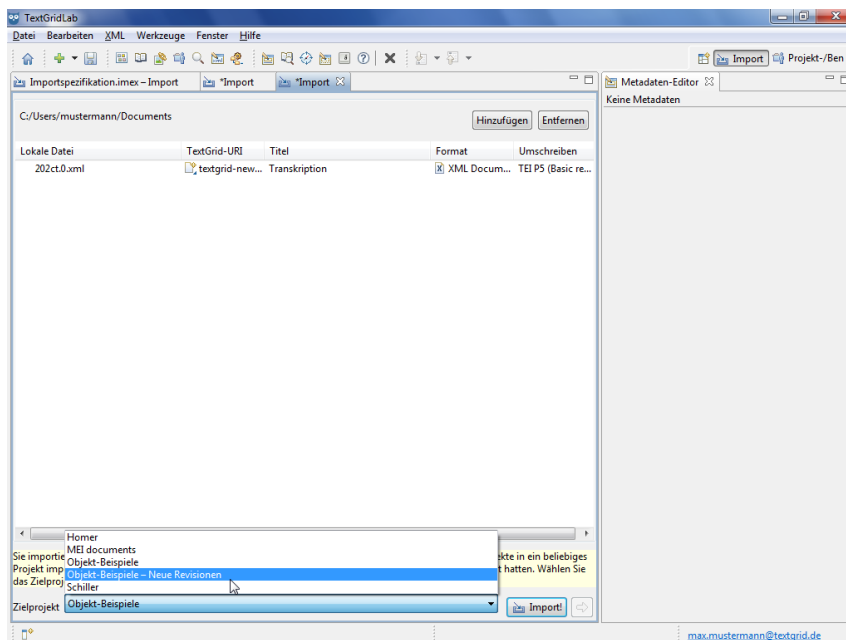 TextGridLab
Datei Bearbeiten XML Werkzeuge Fenster Hilfe
Import Projekt-/Ben
Importspezifikation.imex – Import *Import *Import Metadaten-Editor
Keine Metadaten
C:/Users/mustermann/Documents Hinzufügen Entfernen
Lokale Datei TextGrid-URI Titel Format Umschreiben
202ct.0.xml textgrid-new... Transkription XML Docum... TEI P5 (Basic re...
Homer
MEI documents
Objekt-Beispiele
Objekt-Beispiele – Neue Revisionen
Schiller
Sie importie kte in ein beliebiges
Projekt imp t hatten. Wählen Sie
das Zielproj
Zielprojekt Objekt-Beispiele Import!
max.mustermann@textgrid.de